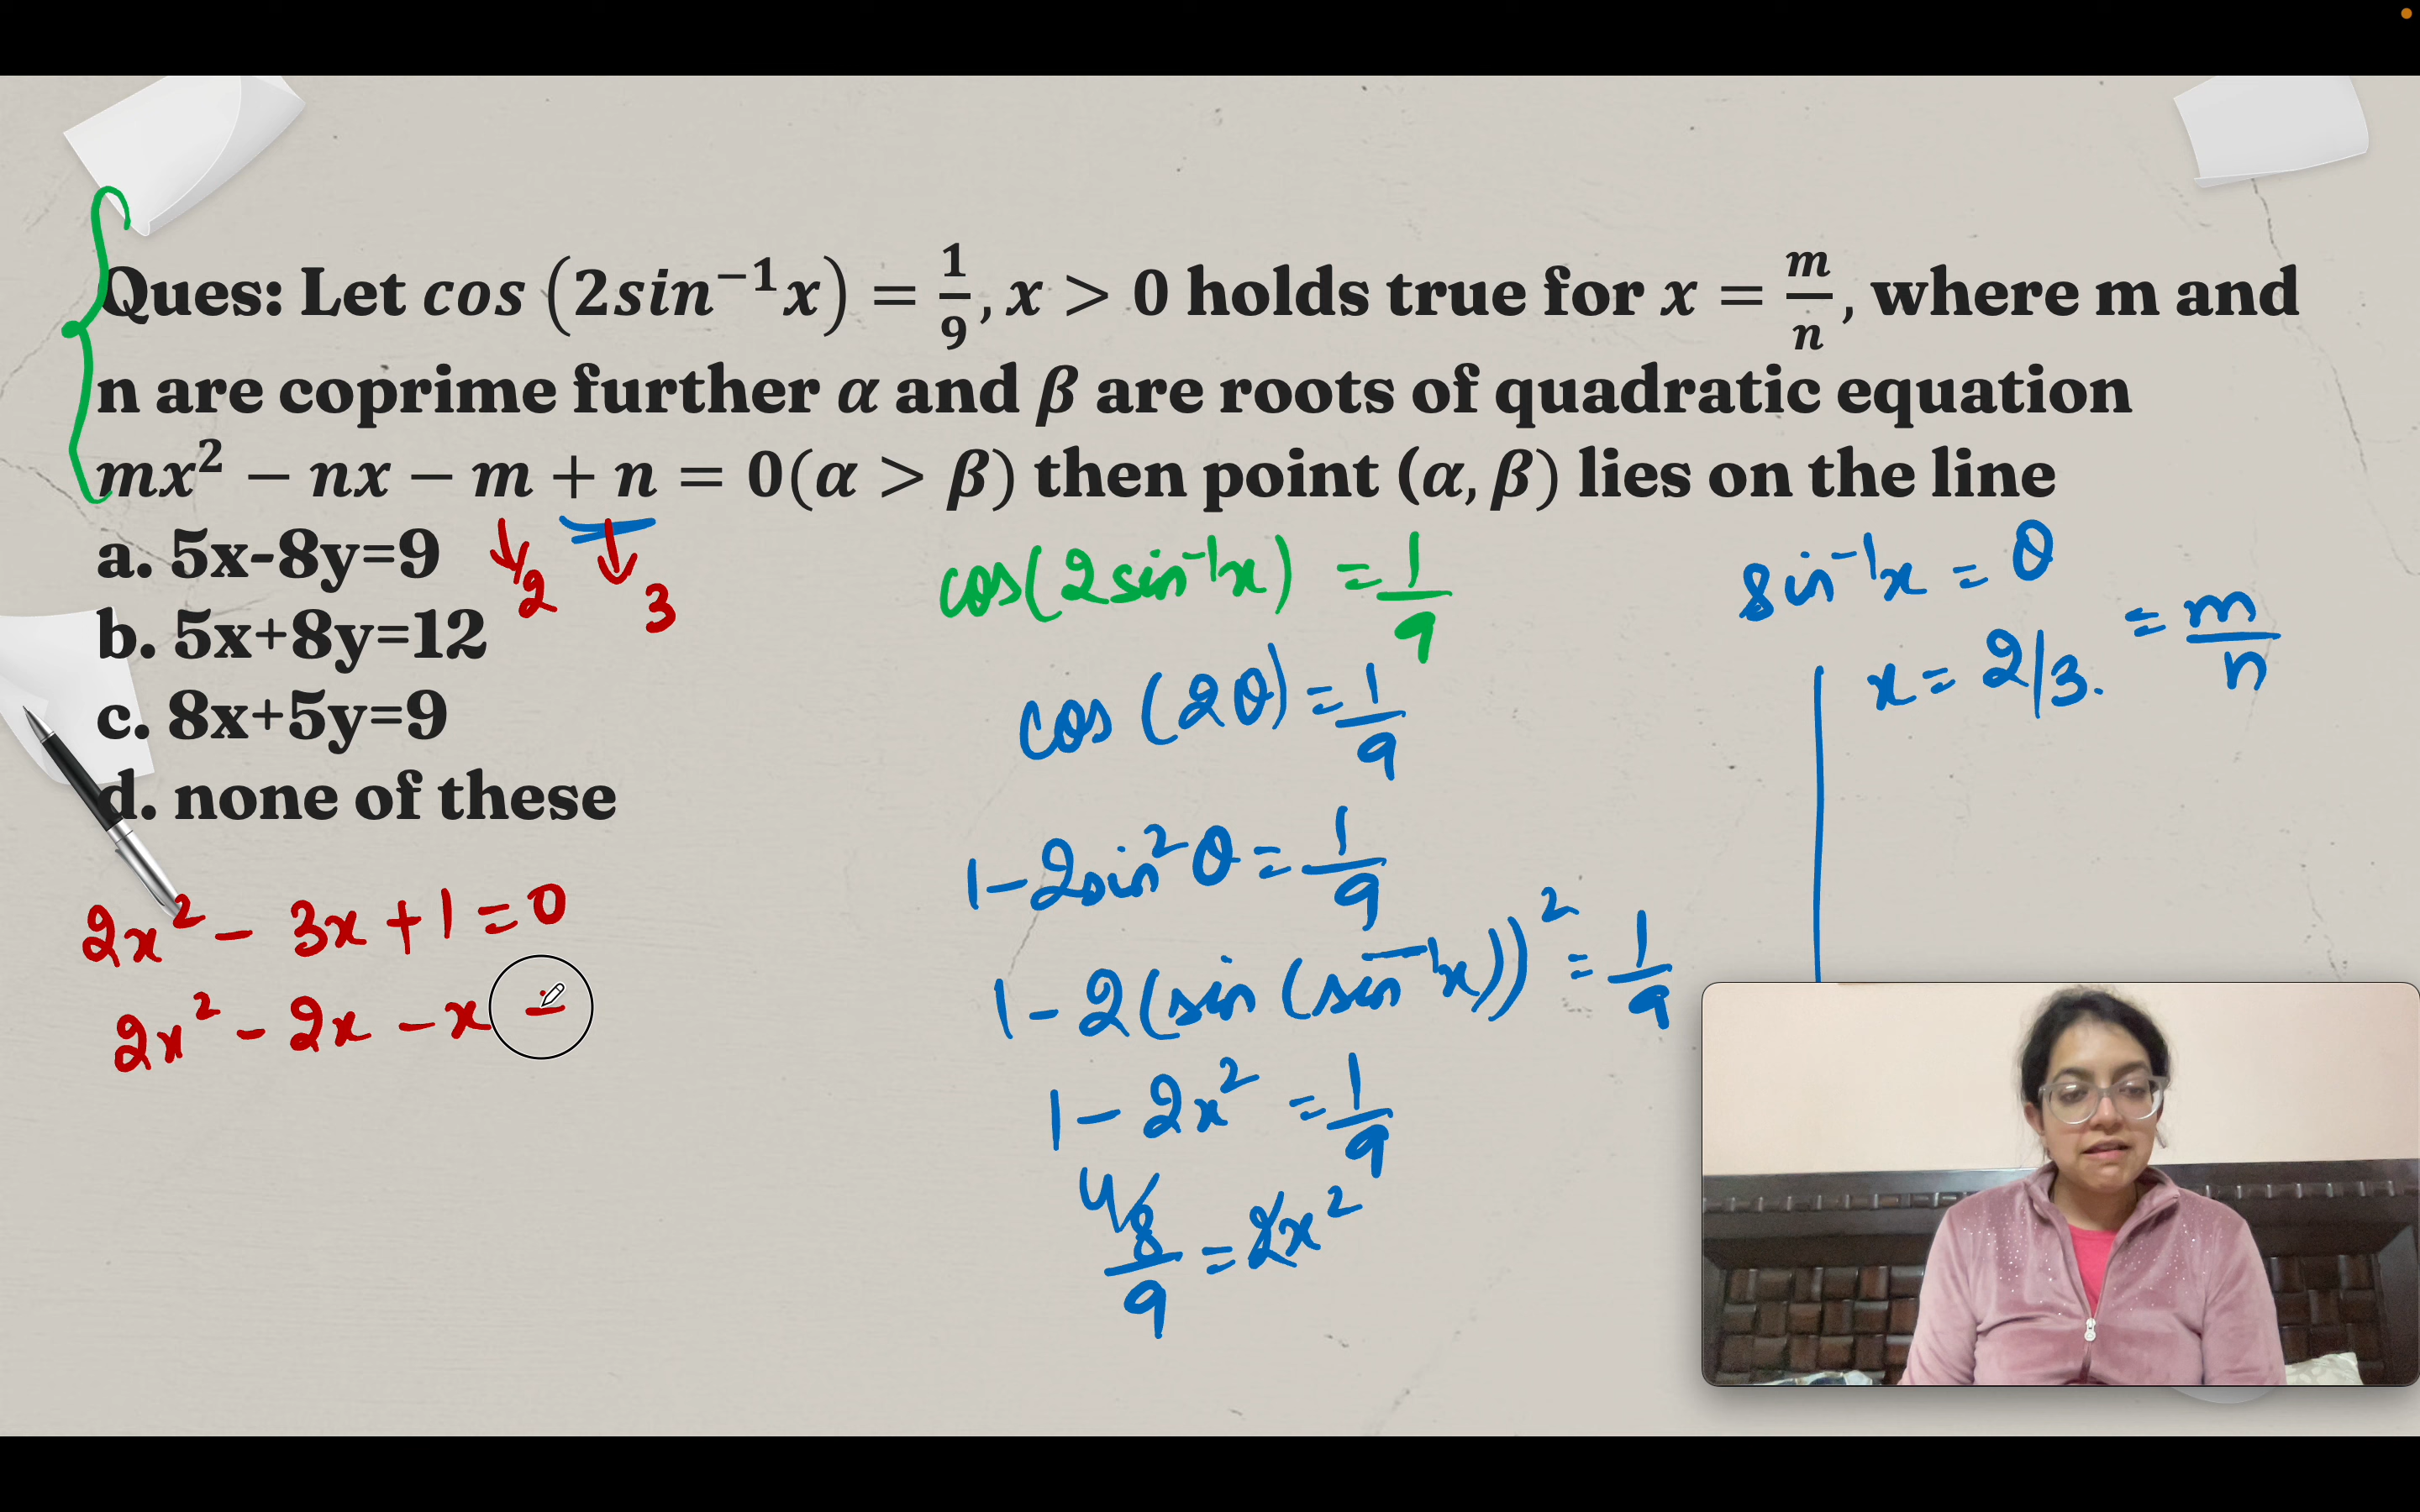 Ques: Let cos (2sin⁻¹x) = 1/9, x > 0 holds true for x = m/n, where m and
n are coprime further α and β are roots of quadratic equation
mx² − nx − m + n = 0(α > β) then point (α, β) lies on the line
a. 5x-8y=9
b. 5x+8y=12
c. 8x+5y=9
d. none of these
2
3
2x² − 3x + 1 = 0
2x² − 2x − x
cos(2sin⁻¹x) = 1/9
cos (2θ) = 1/9
1−2sin²θ = 1/9
1−2(sin(sin⁻¹x))² = 1/9
1−2x² = 1/9
4
8/9 = 2x²
sin⁻¹x = θ
x = 2/3. = m/n